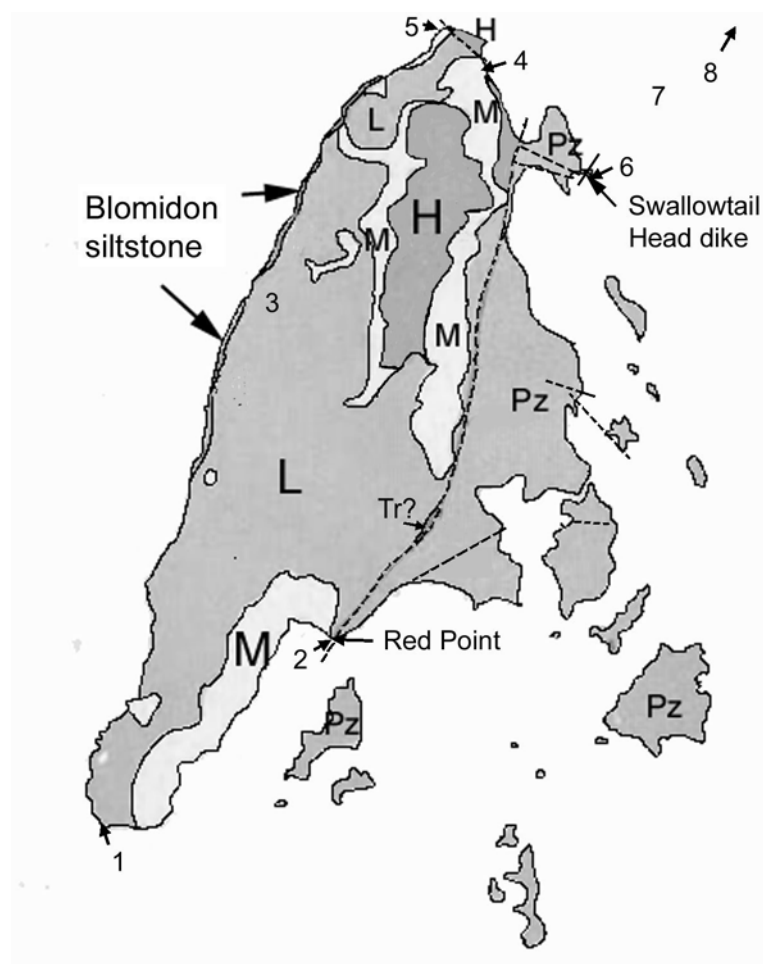 5
H
4
8
7
L
M
Pz
6
Swallowtail
Head dike
Blomidon
siltstone
H
M
3
M
Pz
L
Tr?
M
2
Red Point
Pz
Pz
1